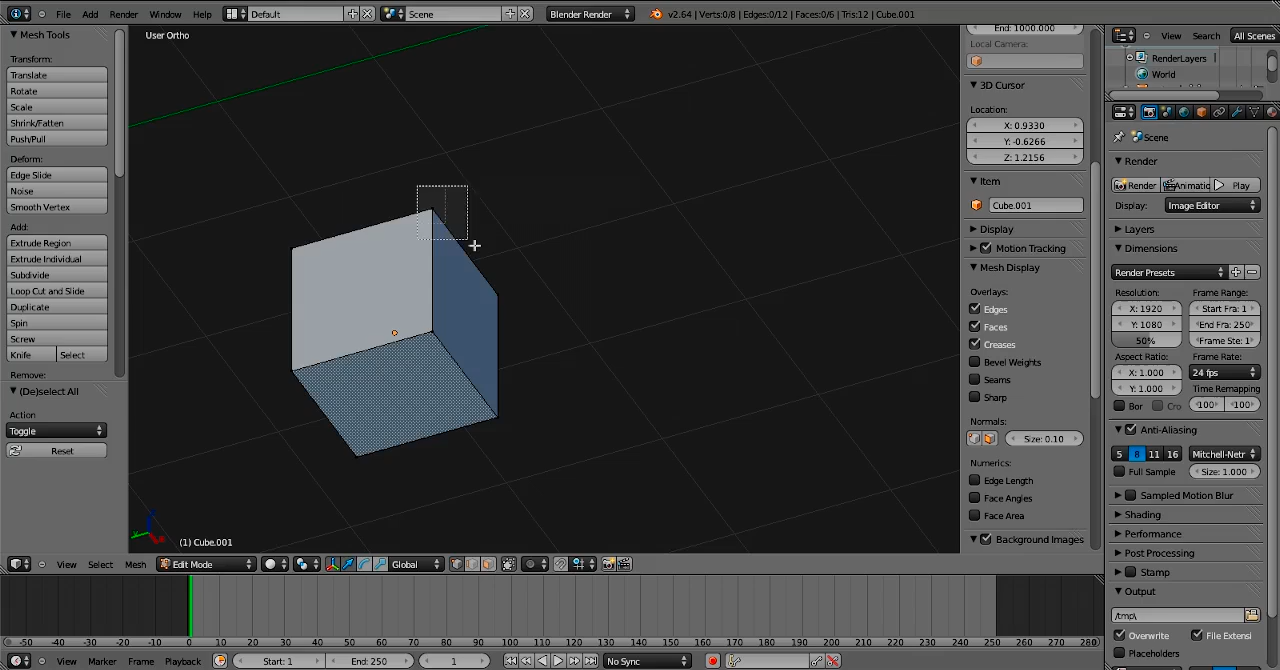 File Add Render Window Help Default Scene Blender Render v2.64 | Verts:0/8 | Edges:0/12 | Faces:0/6 | Tris:12 | Cube.001
Mesh Tools
Transform:
Translate
Rotate
Scale
Shrink/Fatten
Push/Pull
Deform:
Edge Slide
Noise
Smooth Vertex
Add:
Extrude Region
Extrude Individual
Subdivide
Loop Cut and Slide
Duplicate
Spin
Screw
Knife Select
Remove:
(De)select All
Action
Toggle
Reset
User Ortho
(1) Cube.001
End: 1000.000
Local Camera:
3D Cursor
Location:
X: 0.9330
Y: -0.6266
Z: 1.2156
Item
Cube.001
Display
Motion Tracking
Mesh Display
Overlays:
Edges
Faces
Creases
Bevel Weights
Seams
Sharp
Normals:
Size: 0.10
Numerics:
Edge Length
Face Angles
Face Area
Background Images
View Search All Scenes
RenderLayers
World
Scene
Render
Render Animatic Play
Display: Image Editor
Layers
Dimensions
Render Presets
Resolution: Frame Range:
X: 1920 Start Fra: 1
Y: 1080 End Fra: 250
50% Frame Ste: 1
Aspect Ratio: Frame Rate:
X: 1.000 24 fps
Y: 1.000 Time Remapping
Bor Cro 100 100
Anti-Aliasing
5 8 11 16 Mitchell-Netr
Full Sample Size: 1.000
Sampled Motion Blur
Shading
Performance
Post Processing
Stamp
Output
/tmp\
Overwrite File Extensi
Placeholders
View Select Mesh Edit Mode Global
-50 -40 -30 -20 -10 0 10 20 30 40 50 60 70 80 90 100 110 120 130 140 150 160 170 180 190 200 210 220 230 240 250 260 270 280
View Marker Frame Playback Start: 1 End: 250 1 No Sync